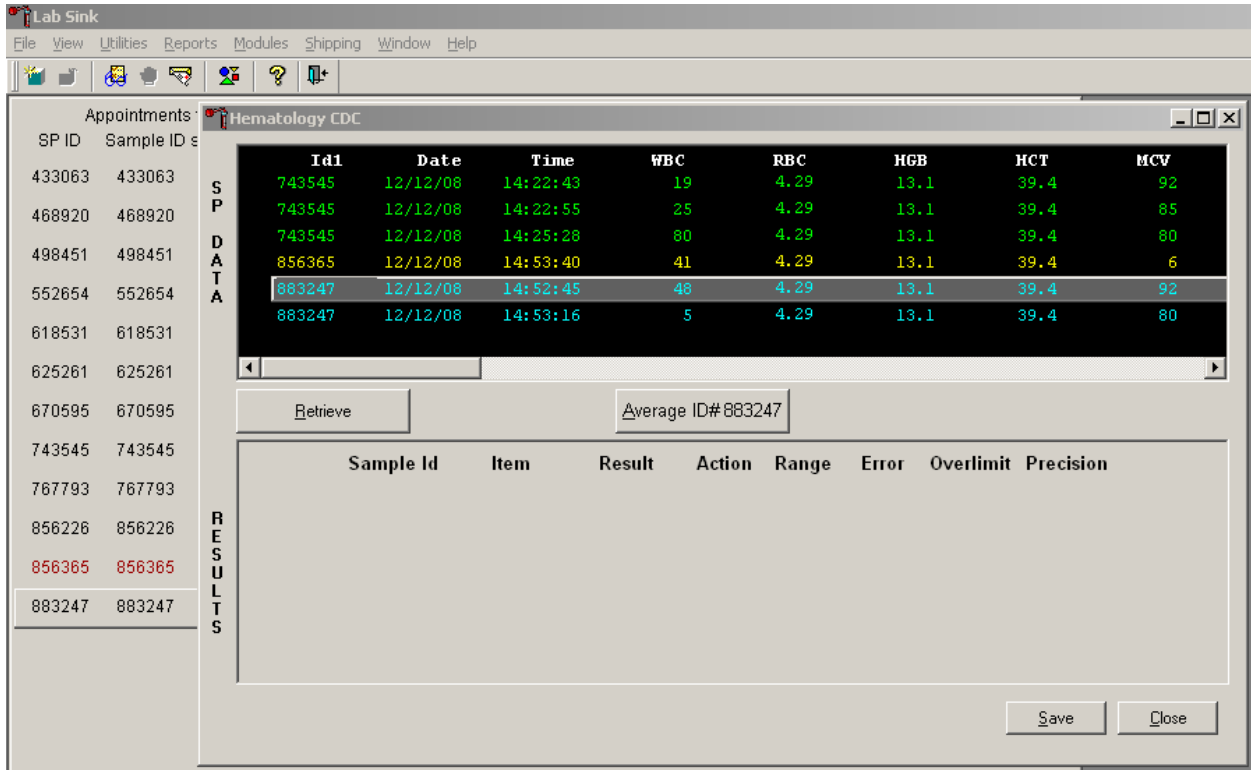 Lab Sink
File View Utilities Reports Modules Shipping Window Help
Appointments
SP ID Sample ID s
433063 433063
468920 468920
498451 498451
552654 552654
618531 618531
625261 625261
670595 670595
743545 743545
767793 767793
856226 856226
856365 856365
883247 883247
Hematology CDC
SP DATA
Id1 Date Time WBC RBC HGB HCT MCV
743545 12/12/08 14:22:43 19 4.29 13.1 39.4 92
743545 12/12/08 14:22:55 25 4.29 13.1 39.4 85
743545 12/12/08 14:25:28 80 4.29 13.1 39.4 80
856365 12/12/08 14:53:40 41 4.29 13.1 39.4 6
883247 12/12/08 14:52:45 48 4.29 13.1 39.4 92
883247 12/12/08 14:53:16 5 4.29 13.1 39.4 80
Retrieve Average ID# 883247
RESULTS
Sample Id Item Result Action Range Error Overlimit Precision
Save Close